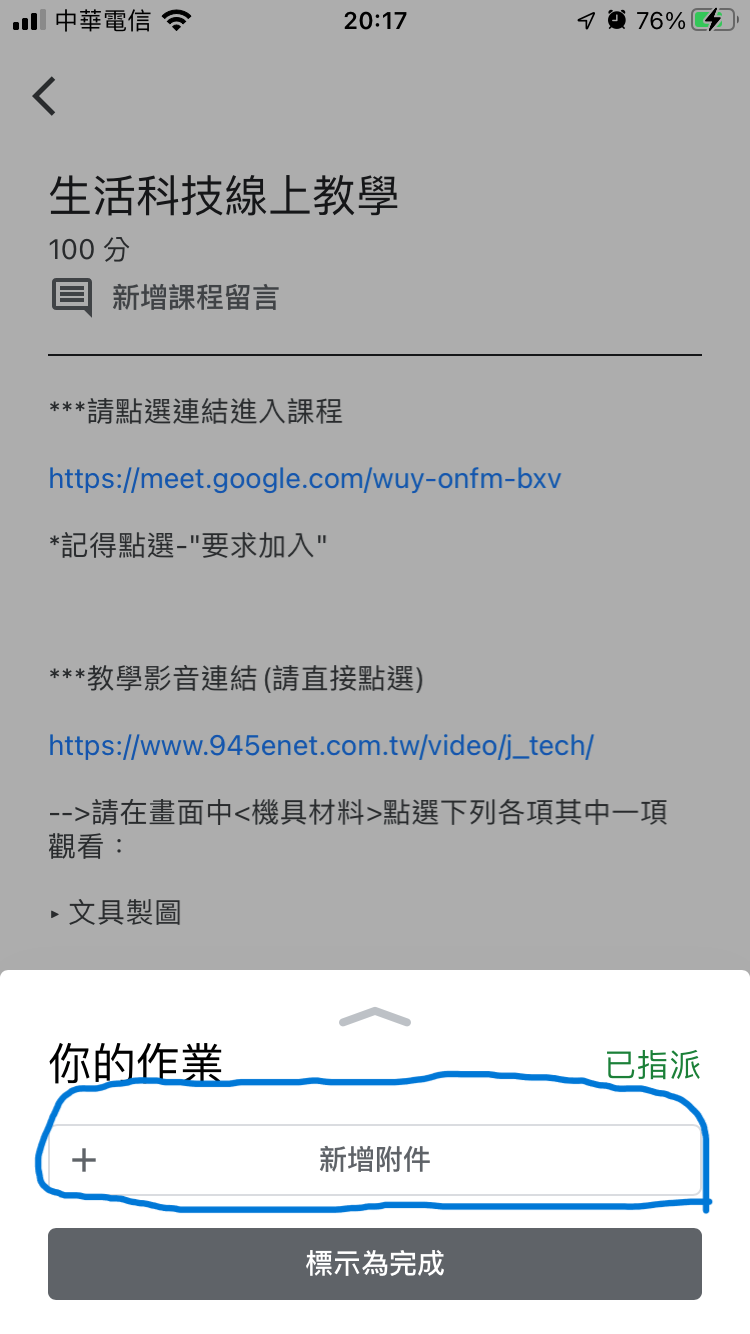 中華電信 20:17 76%
生活科技線上教學
100 分
新增課程留言
***請點選連結進入課程
https://meet.google.com/wuy-onfm-bxv
*記得點選-"要求加入"
***教學影音連結(請直接點選)
https://www.945enet.com.tw/video/j_tech/
-->請在畫面中<機具材料>點選下列各項其中一項
觀看：
▸ 文具製圖
你的作業 已指派
+ 新增附件
標示為完成